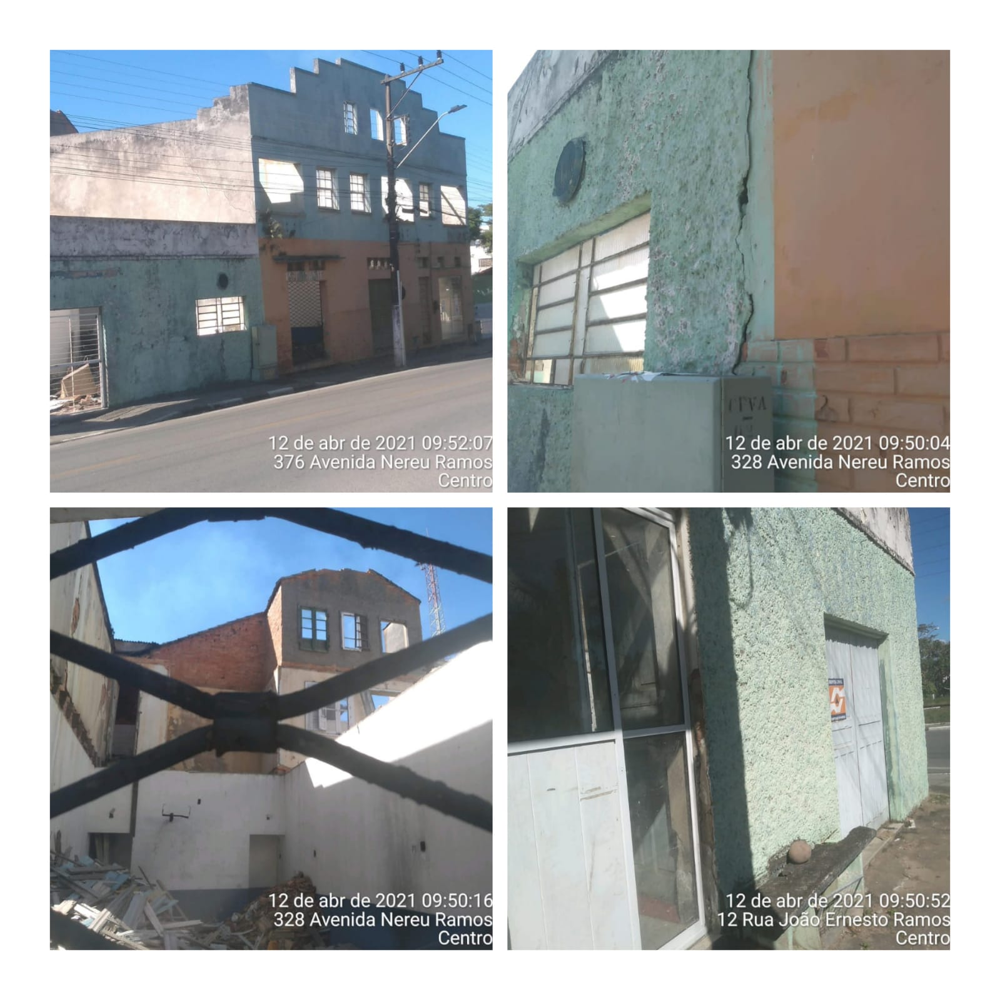 12 de abr de 2021 09:52:07
376 Avenida Nereu Ramos
Centro
12 de abr de 2021 09:50:04
328 Avenida Nereu Ramos
Centro
12 de abr de 2021 09:50:16
328 Avenida Nereu Ramos
Centro
12 de abr de 2021 09:50:52
12 Rua João Ernesto Ramos
Centro